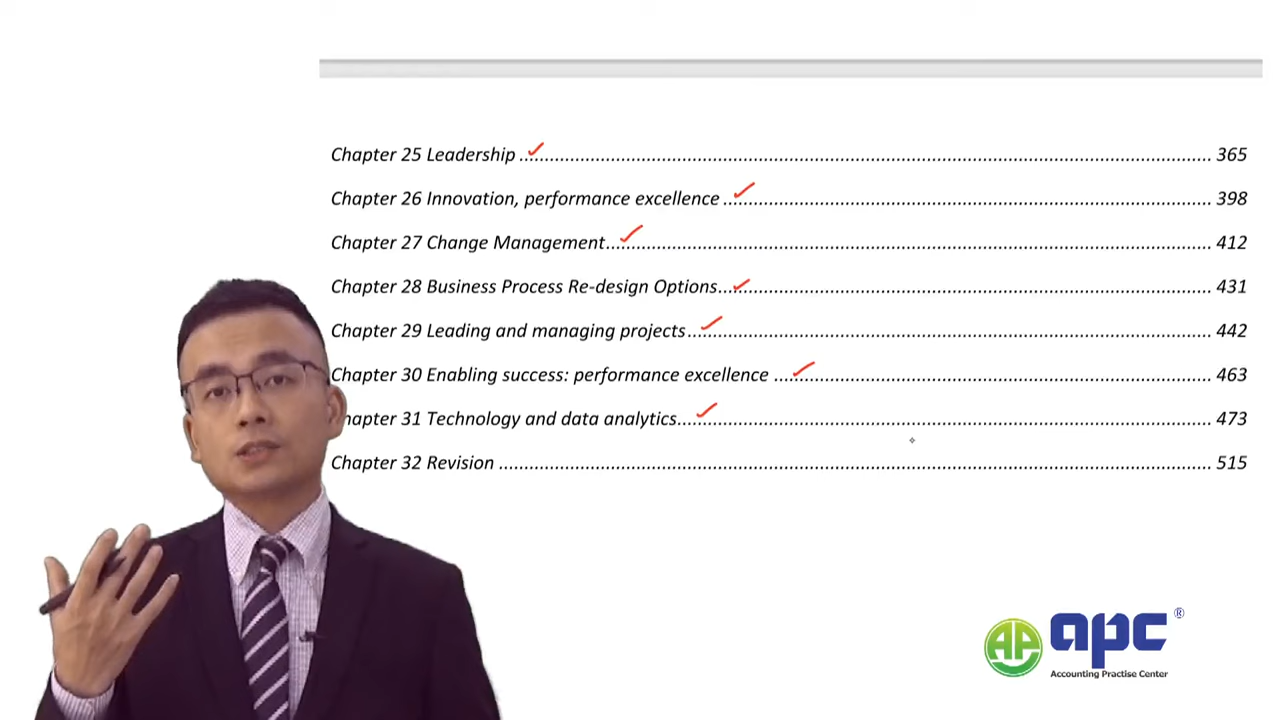 Chapter 25 Leadership ........ 365
Chapter 26 Innovation, performance excellence ........ 398
Chapter 27 Change Management ........ 412
Chapter 28 Business Process Re-design Options ........ 431
Chapter 29 Leading and managing projects ........ 442
Chapter 30 Enabling success: performance excellence ........ 463
hapter 31 Technology and data analytics ........ 473
Chapter 32 Revision ........ 515
AP apc ®
Accounting Practise Center